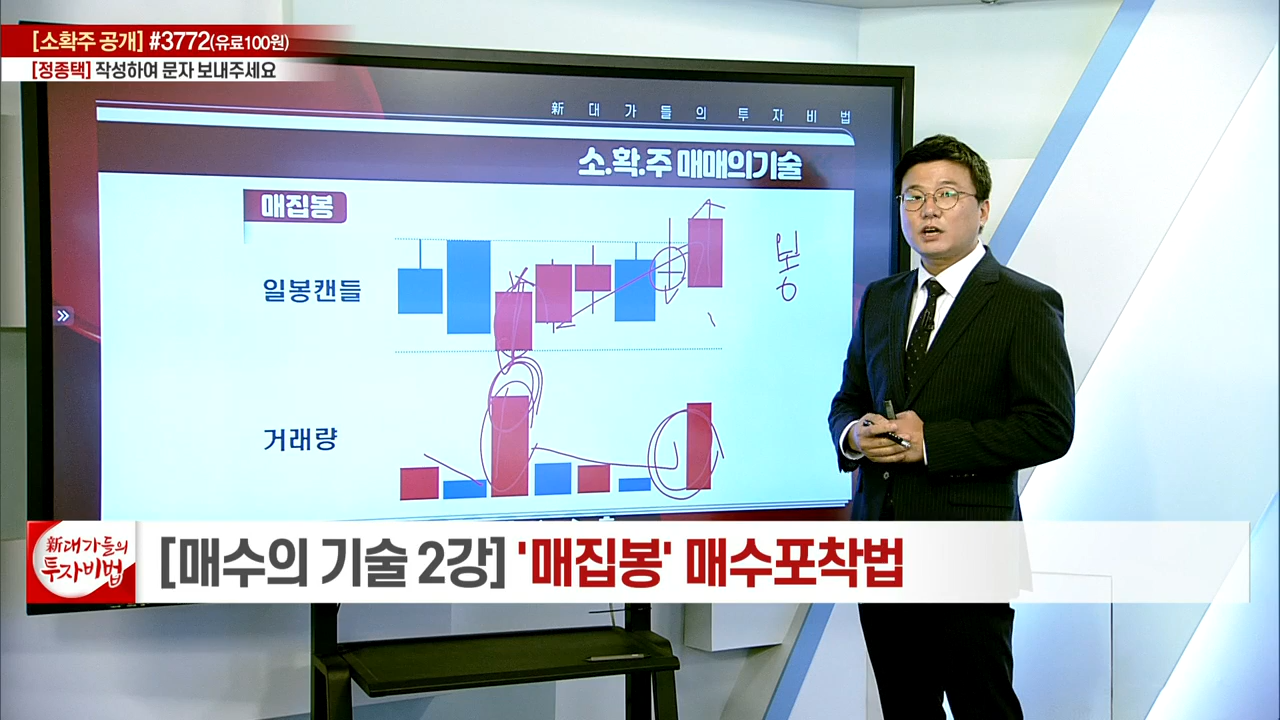 [소확주 공개] #3772(유료100원)
[정종택] 작성하여 문자 보내주세요
新 대 가 들 의 투 자 비 법
소.확.주 매매의기술
매집봉
일봉캔들
봉
거래량
新대가들의
투자비법
[매수의 기술 2강] '매집봉' 매수포착법